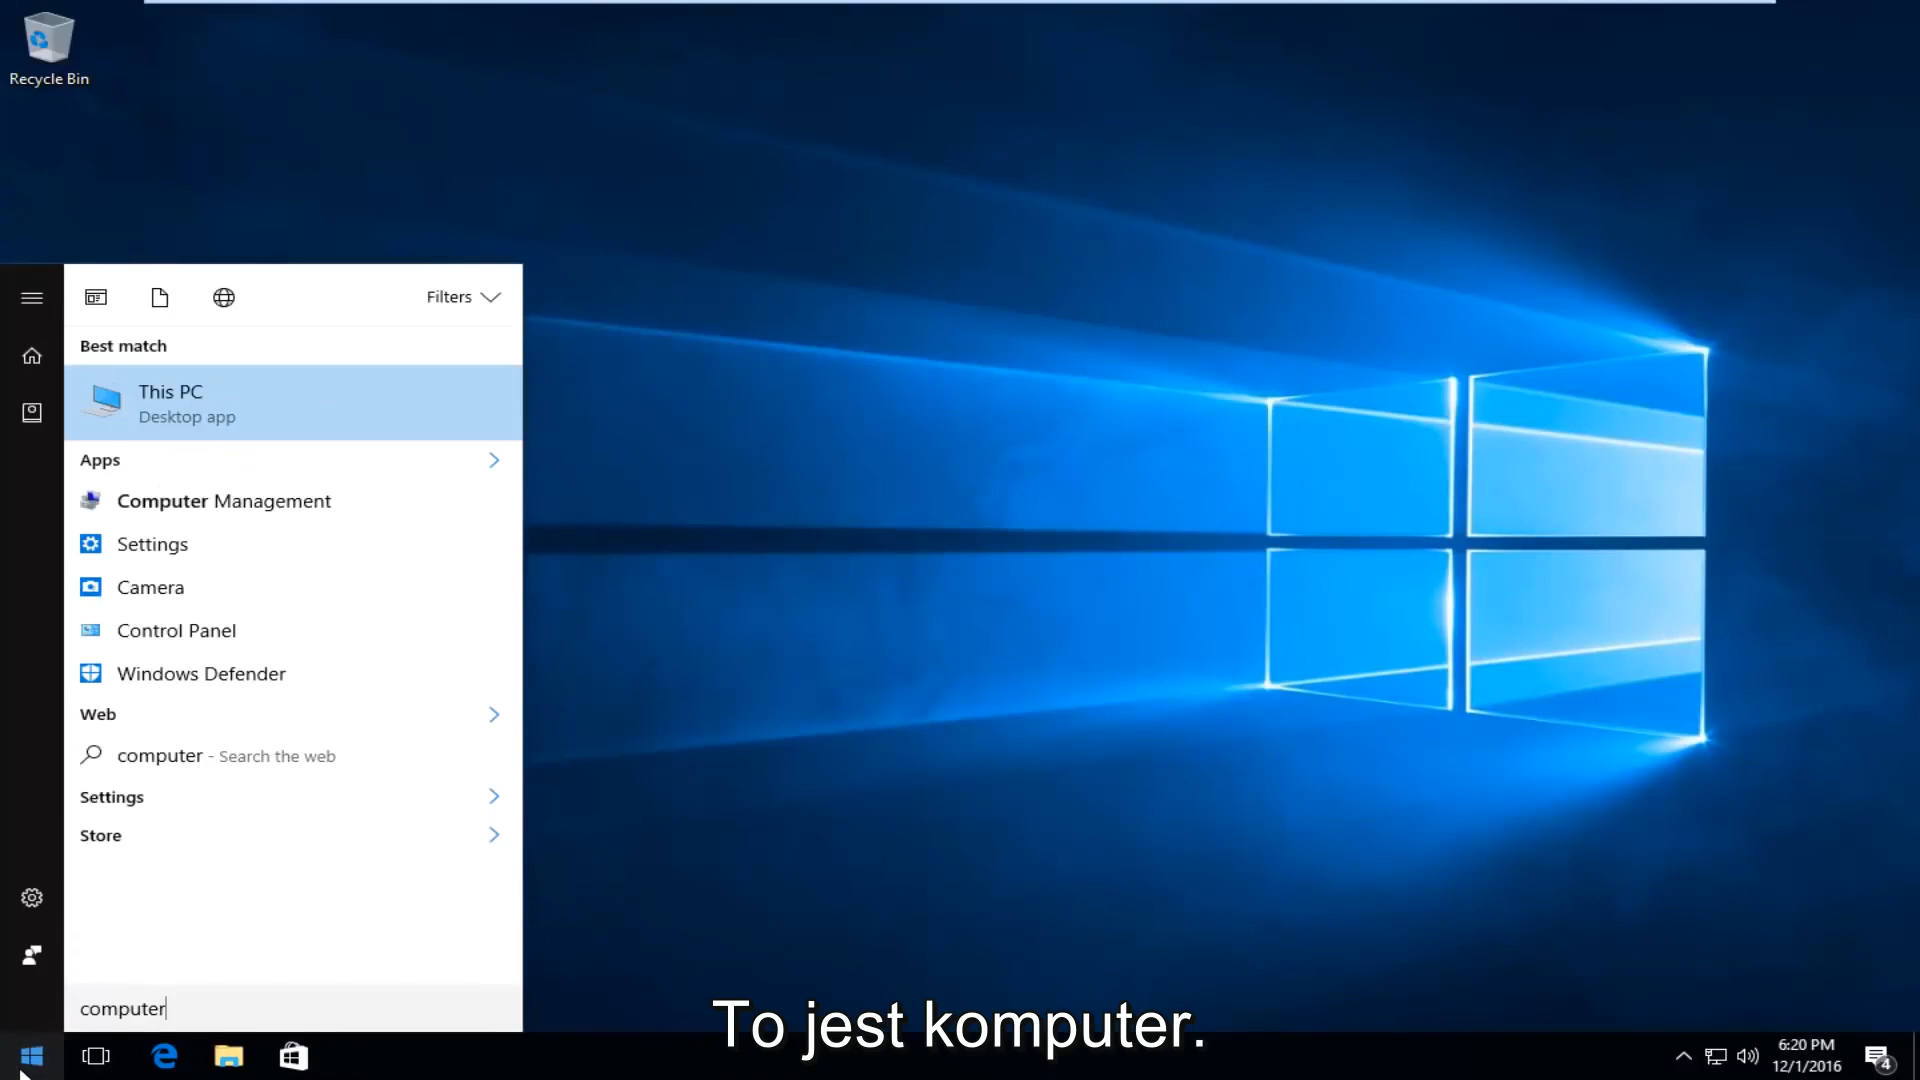 Recycle Bin
Filters
Best match
This PC
Desktop app
Apps
Computer Management
Settings
Camera
Control Panel
Windows Defender
Web
computer - Search the web
Settings
Store
computer
To jest komputer.
6:20 PM
12/1/2016
4